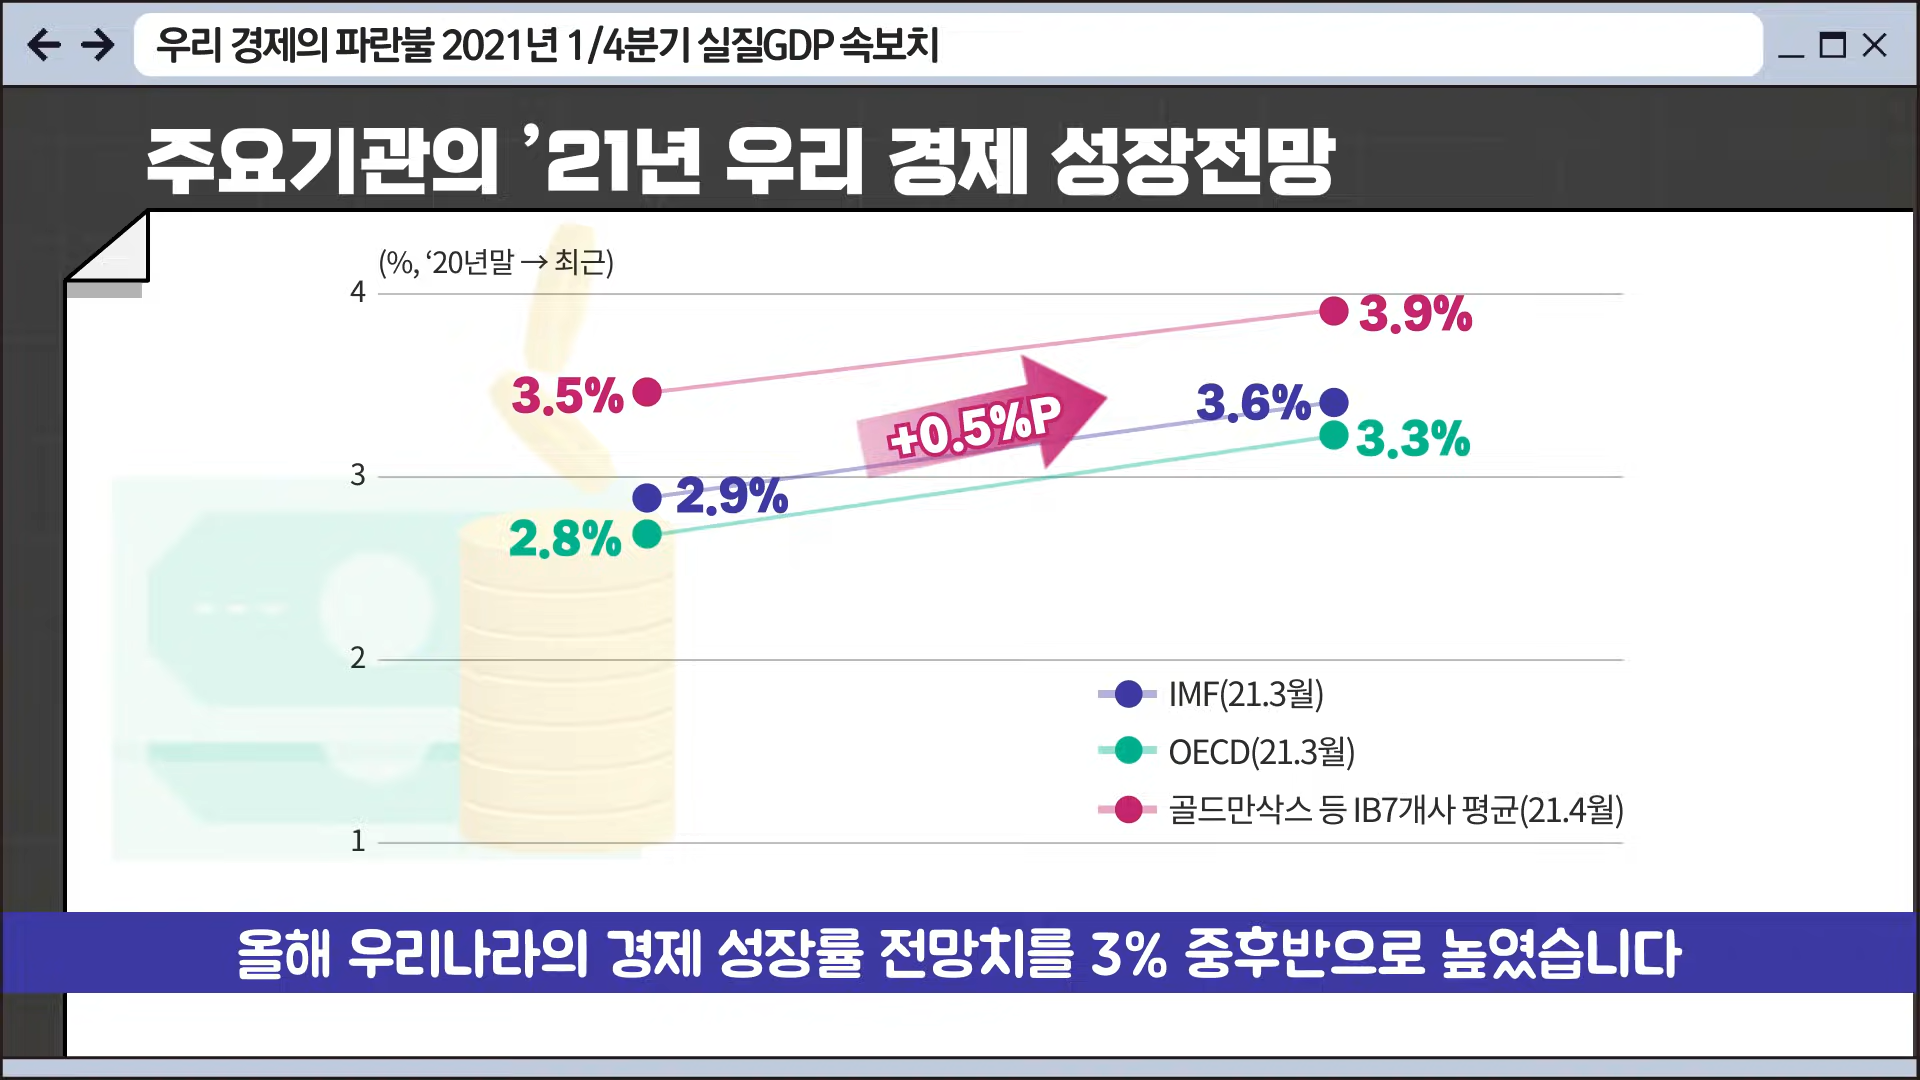 우리 경제의 파란불 2021년 1/4분기 실질GDP 속보치
주요기관의 ’21년 우리 경제 성장전망
(%, ‘20년말 → 최근)
4
3.9%
3.5%
+0.5%P
3.6%
3.3%
3
2.9%
2.8%
2
IMF(21.3월)
OECD(21.3월)
골드만삭스 등 IB7개사 평균(21.4월)
1
올해 우리나라의 경제 성장률 전망치를 3% 중후반으로 높였습니다